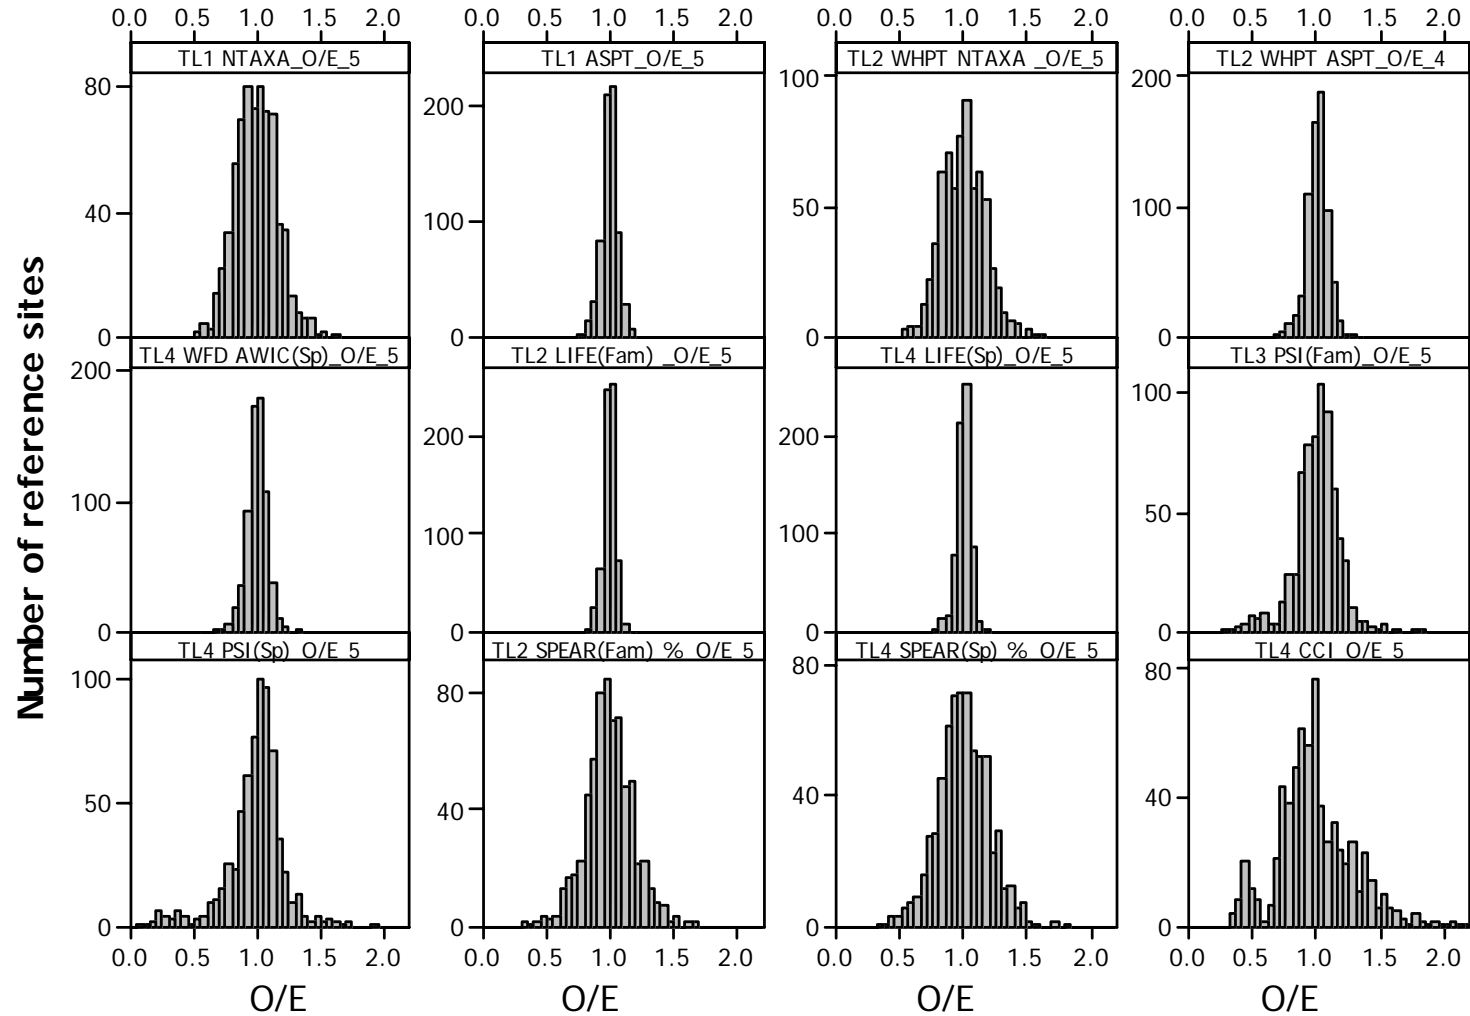 0.0 0.5 1.0 1.5 2.0 0.0 0.5 1.0 1.5 2.0 0.0 0.5 1.0 1.5 2.0 0.0 0.5 1.0 1.5 2.0
TL1 NTAXA_O/E_5 TL1 ASPT_O/E_5 TL2 WHPT NTAXA _O/E_5 TL2 WHPT ASPT_O/E_4
80 200 100 200
40 100 50 100
0 0 0 0
Number of reference sites
TL4 WFD AWIC(Sp)_O/E_5 TL2 LIFE(Fam) _O/E_5 TL4 LIFE(Sp)_O/E_5 TL3 PSI(Fam)_O/E_5
200 200 200 100
100 100 100 50
0 0 0 0
TL4 PSI(Sp) O/E 5 TL2 SPEAR(Fam) % O/E 5 TL4 SPEAR(Sp) % O/E 5 TL4 CCI O/E 5
100 80 80 80
50 40 40 40
0 0 0 0
0.0 0.5 1.0 1.5 2.0 0.0 0.5 1.0 1.5 2.0 0.0 0.5 1.0 1.5 2.0 0.0 0.5 1.0 1.5 2.0
O/E O/E O/E O/E